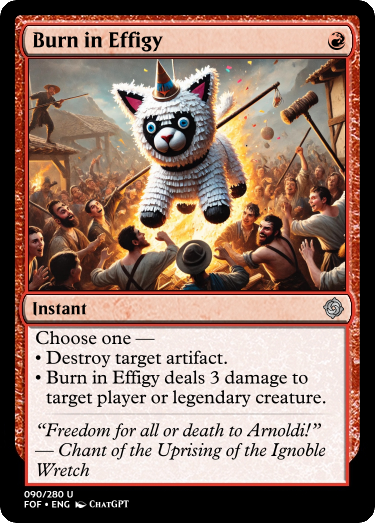 Burn in Effigy
Instant
Choose one —
• Destroy target artifact.
• Burn in Effigy deals 3 damage to
target player or legendary creature.
“Freedom for all or death to Arnoldi!”
— Chant of the Uprising of the Ignoble
Wretch
090/280 U
FOF • ENG ChatGPT